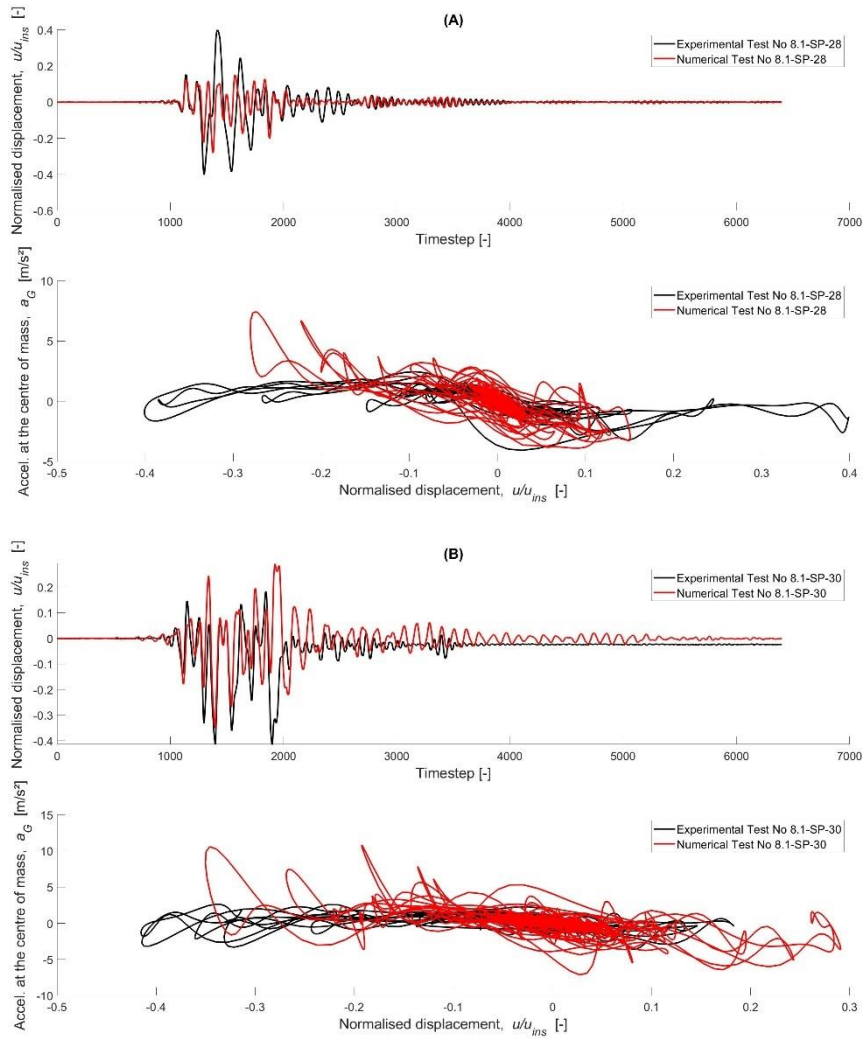 (A)
Normalised displacement, u/u_ins [-]
0.4
0.2
0
-0.2
-0.4
-0.6
Experimental Test No 8.1-SP-28
Numerical Test No 8.1-SP-28
0 1000 2000 3000 4000 5000 6000 7000
Timestep [-]
Accel. at the centre of mass, a_G [m/s²]
10
5
0
-5
Experimental Test No 8.1-SP-28
Numerical Test No 8.1-SP-28
-0.5 -0.4 -0.3 -0.2 -0.1 0 0.1 0.2 0.3 0.4
Normalised displacement, u/u_ins [-]
(B)
Normalised displacement, u/u_ins [-]
0.2
0.1
0
-0.1
-0.2
-0.3
-0.4
Experimental Test No 8.1-SP-30
Numerical Test No 8.1-SP-30
0 1000 2000 3000 4000 5000 6000 7000
Timestep [-]
Accel. at the centre of mass, a_G [m/s²]
15
10
5
0
-5
-10
Experimental Test No 8.1-SP-30
Numerical Test No 8.1-SP-30
-0.5 -0.4 -0.3 -0.2 -0.1 0 0.1 0.2 0.3
Normalised displacement, u/u_ins [-]